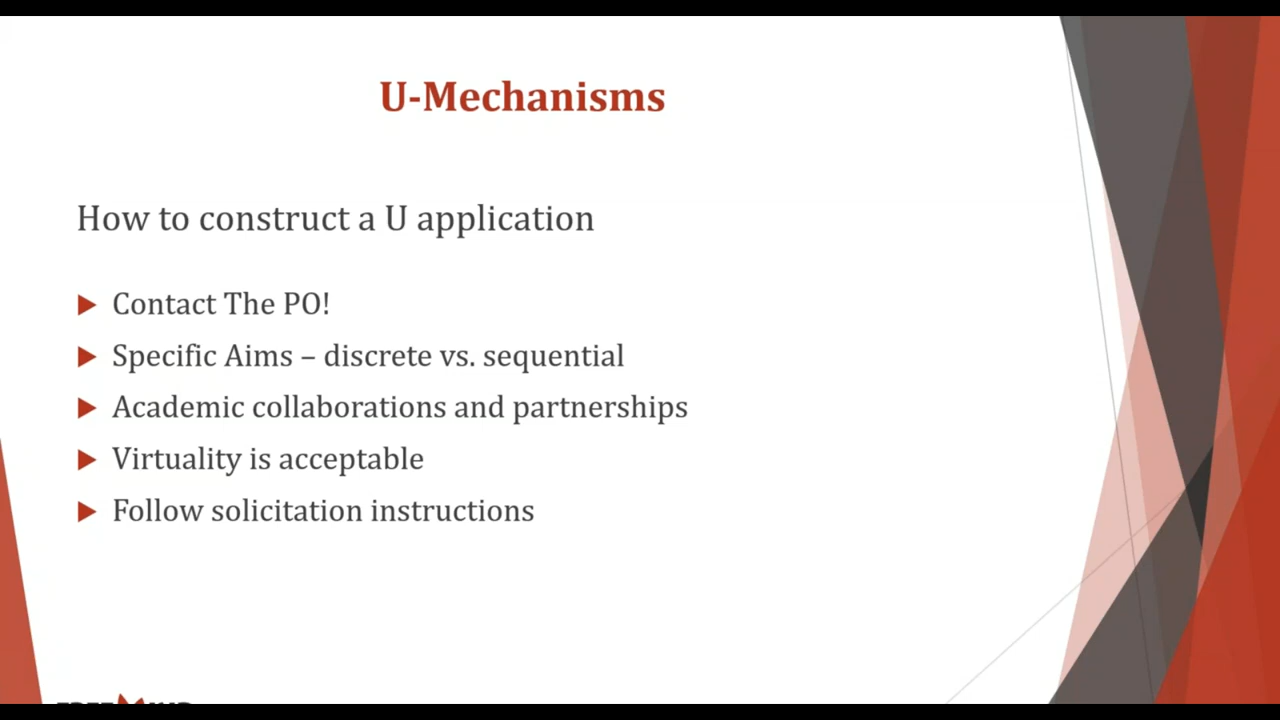 U-Mechanisms
How to construct a U application
Contact The PO!
Specific Aims – discrete vs. sequential
Academic collaborations and partnerships
Virtuality is acceptable
Follow solicitation instructions